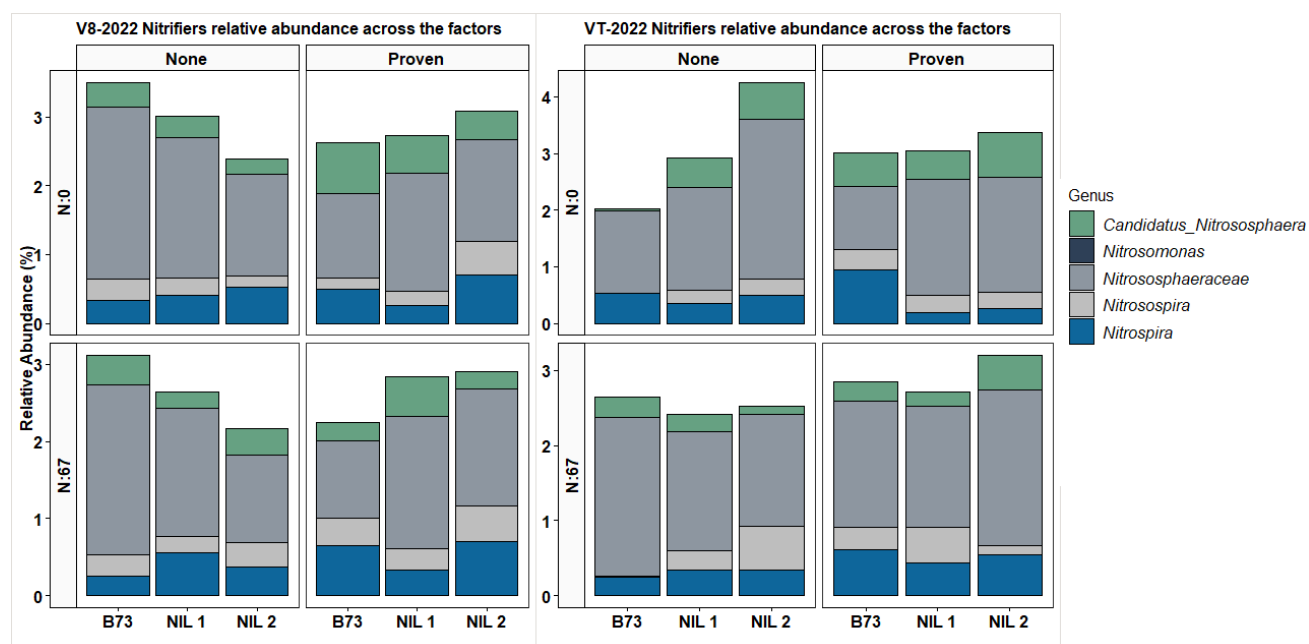 V8-2022 Nitrifiers relative abundance across the factors
VT-2022 Nitrifiers relative abundance across the factors
None
Proven
None
Proven
Relative Abundance (%)
N:0
3
2
1
0
N:67
3
2
1
0
N:0
4
3
2
1
0
N:67
3
2
1
0
B73 NIL 1 NIL 2
B73 NIL 1 NIL 2
B73 NIL 1 NIL 2
B73 NIL 1 NIL 2
Genus
Candidatus_Nitrososphaera
Nitrosomonas
Nitrososphaeraceae
Nitrosospira
Nitrospira